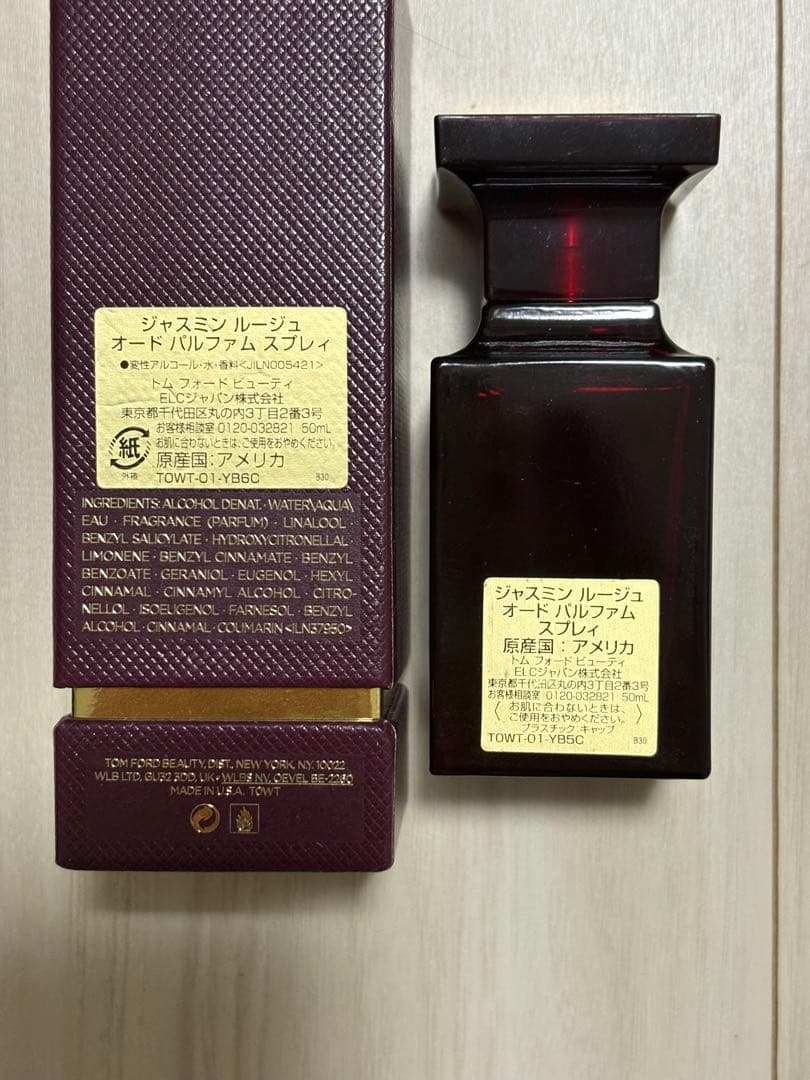 ジャスミン ルージュ
オード パルファム スプレィ
●変性アルコール・水・香料<JILN005421>
トム フォード ビューティ
ELCジャパン株式会社
東京都千代田区丸の内3丁目2番3号
お客様相談室 0120-032821 50mL
お肌に合わないときは、ご使用をおやめください。
紙
外箱
原産国：アメリカ
TOWT-01-YB6C B30
INGREDIENTS: ALCOHOL DENAT. · WATER\AQUA\
EAU · FRAGRANCE (PARFUM) · LINALOOL ·
BENZYL SALICYLATE · HYDROXYCITRONELLAL ·
LIMONENE · BENZYL CINNAMATE · BENZYL
BENZOATE · GERANIOL · EUGENOL · HEXYL
CINNAMAL · CINNAMYL ALCOHOL · CITRO-
NELLOL · ISOEUGENOL · FARNESOL · BENZYL
ALCOHOL · CINNAMAL · COUMARIN <ILN37950>
TOM FORD BEAUTY, DIST., NEW YORK, N.Y. 10022
WLB LTD, GU32 3DD, UK • WLBS NV, OEVEL BE-2260
MADE IN U.S.A. TOWT
ジャスミン ルージュ
オード パルファム
スプレィ
原産国：アメリカ
トム フォード ビューティ
ELCジャパン株式会社
東京都千代田区丸の内3丁目2番3号
お客様相談室 0120-032821 50mL
〈お肌に合わないときは、
ご使用をおやめください。〉
プラスチック：キャップ
TOWT-01-YB5C B30